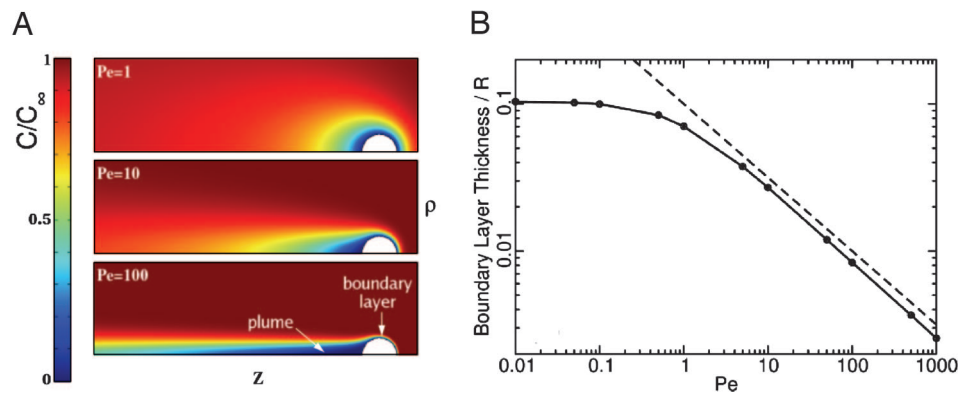 A
B
1
0.5
0
C/C∞
Pe=1
Pe=10
Pe=100
boundary
layer
plume
ρ
z
Boundary Layer Thickness / R
0.1
0.01
0.01
0.1
1
10
100
1000
Pe